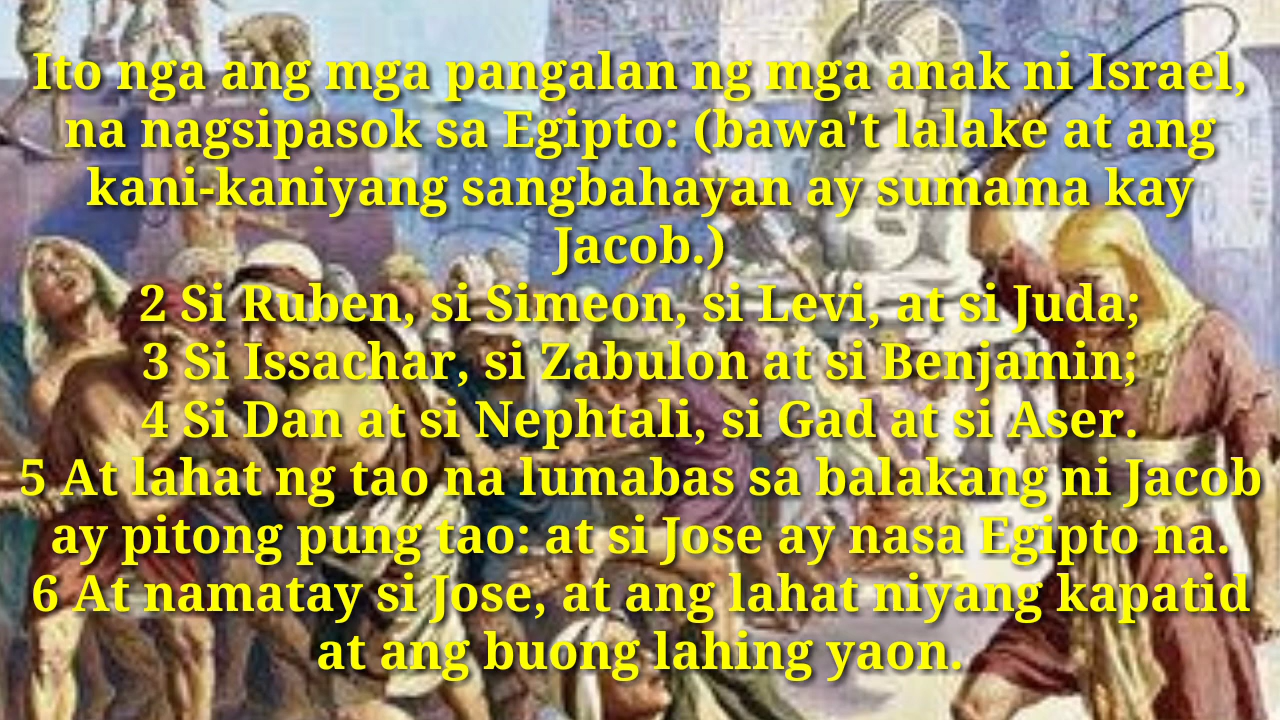 Ito nga ang mga pangalan ng mga anak ni Israel,
na nagsipasok sa Egipto: (bawa't lalake at ang
kani-kaniyang sangbahayan ay sumama kay
Jacob.)
2 Si Ruben, si Simeon, si Levi, at si Juda;
3 Si Issachar, si Zabulon at si Benjamin;
4 Si Dan at si Nephtali, si Gad at si Aser.
5 At lahat ng tao na lumabas sa balakang ni Jacob
ay pitong pung tao: at si Jose ay nasa Egipto na.
6 At namatay si Jose, at ang lahat niyang kapatid
at ang buong lahing yaon.